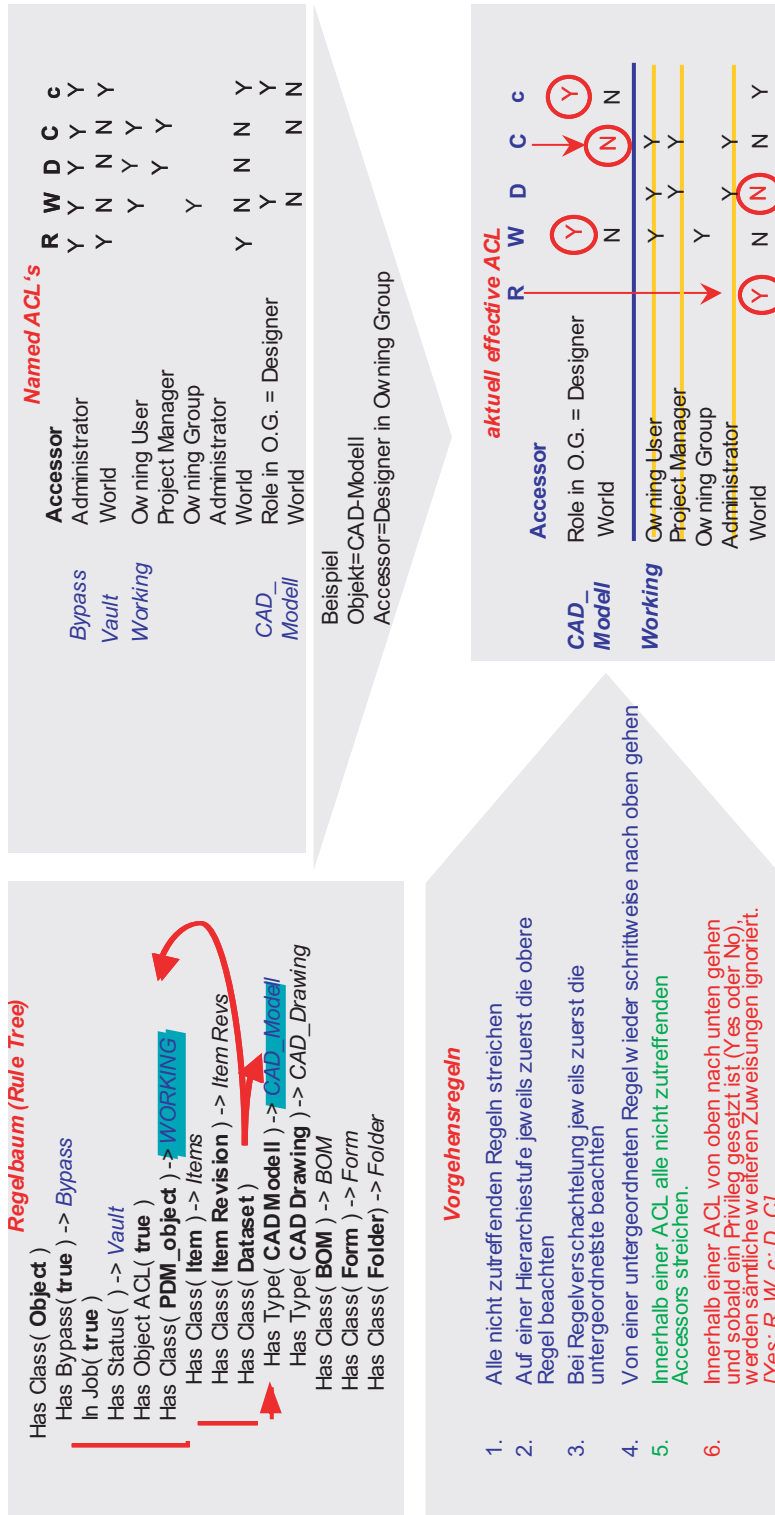 Regelbaum (Rule Tree)
Has Class( Object )
Has Bypass( true ) -> Bypass
In Job( true )
Has Status( ) -> Vault
Has Object ACL( true )
Has Class( PDM_object ) -> WORKING
Has Class( Item ) -> Items
Has Class( Item Revision ) -> Item Revs
Has Class( Dataset )
Has Type( CADModell ) -> CAD_Modell
Has Type( CAD Drawing ) -> CAD_Drawing
Has Class( BOM ) -> BOM
Has Class( Form ) -> Form
Has Class( Folder) -> Folder
Named ACL's
Accessor R W D C c
Bypass Administrator Y Y Y Y Y
Vault World Y N N N Y
Working Owning User Y Y Y
Project Manager Y Y
Owning Group Y
Administrator
World Y N N N Y
CAD_ Role in O.G. = Designer Y Y
Modell World N N N
Beispiel
Objekt=CAD-Modell
Accessor=Designer in Owning Group
Vorgehensregeln
1. Alle nicht zutreffenden Regeln streichen
2. Auf einer Hierarchiestufe jeweils zuerst die obere
Regel beachten
3. Bei Regelverschachtelung jeweils zuerst die
untergeordnetste beachten
4. Von einer untergeordneten Regel wieder schrittweise nach oben gehen
5. Innerhalb einer ACL alle nicht zutreffenden
Accessors streichen.
6. Innerhalb einer ACL von oben nach unten gehen
und sobald ein Privileg gesetzt ist (Yes oder No),
werden sämtliche weiteren Zuweisungen ignoriert.
[Yes: R, W, c; D, C]
aktuell effective ACL
Accessor R W D C c
CAD_ Role in O.G. = Designer Y Y
Modell World N N N
Working Owning User Y Y Y
Project Manager Y Y
Owning Group Y
Administrator Y Y
World Y N N N Y